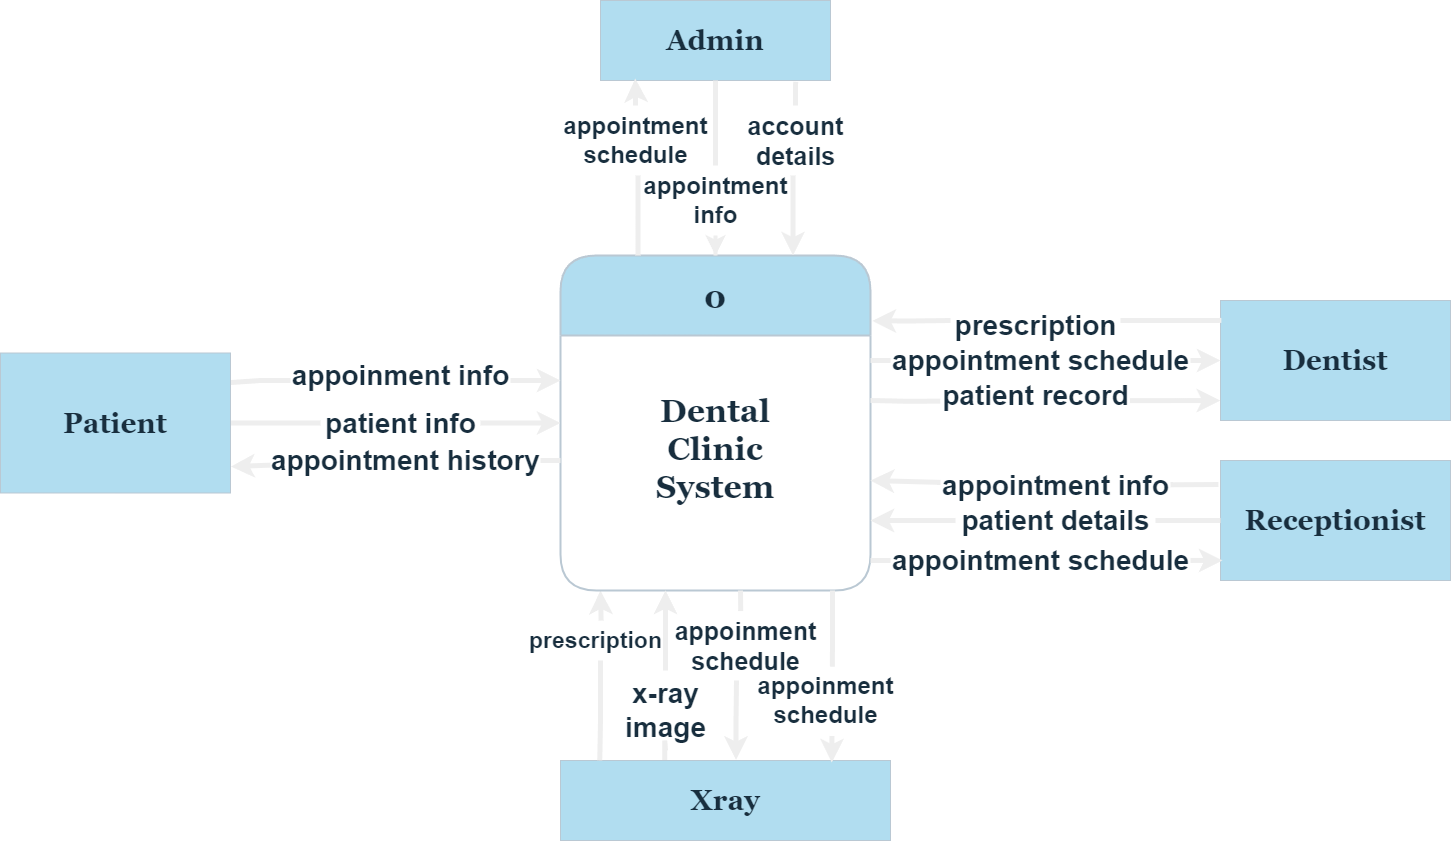 Admin
appointment
schedule
account
details
appointment
info
0
Dental
Clinic
System
Patient
appoinment info
patient info
appointment history
prescription
appointment schedule
patient record
Dentist
appointment info
patient details
appointment schedule
Receptionist
prescription
x-ray
image
appoinment
schedule
appoinment
schedule
Xray